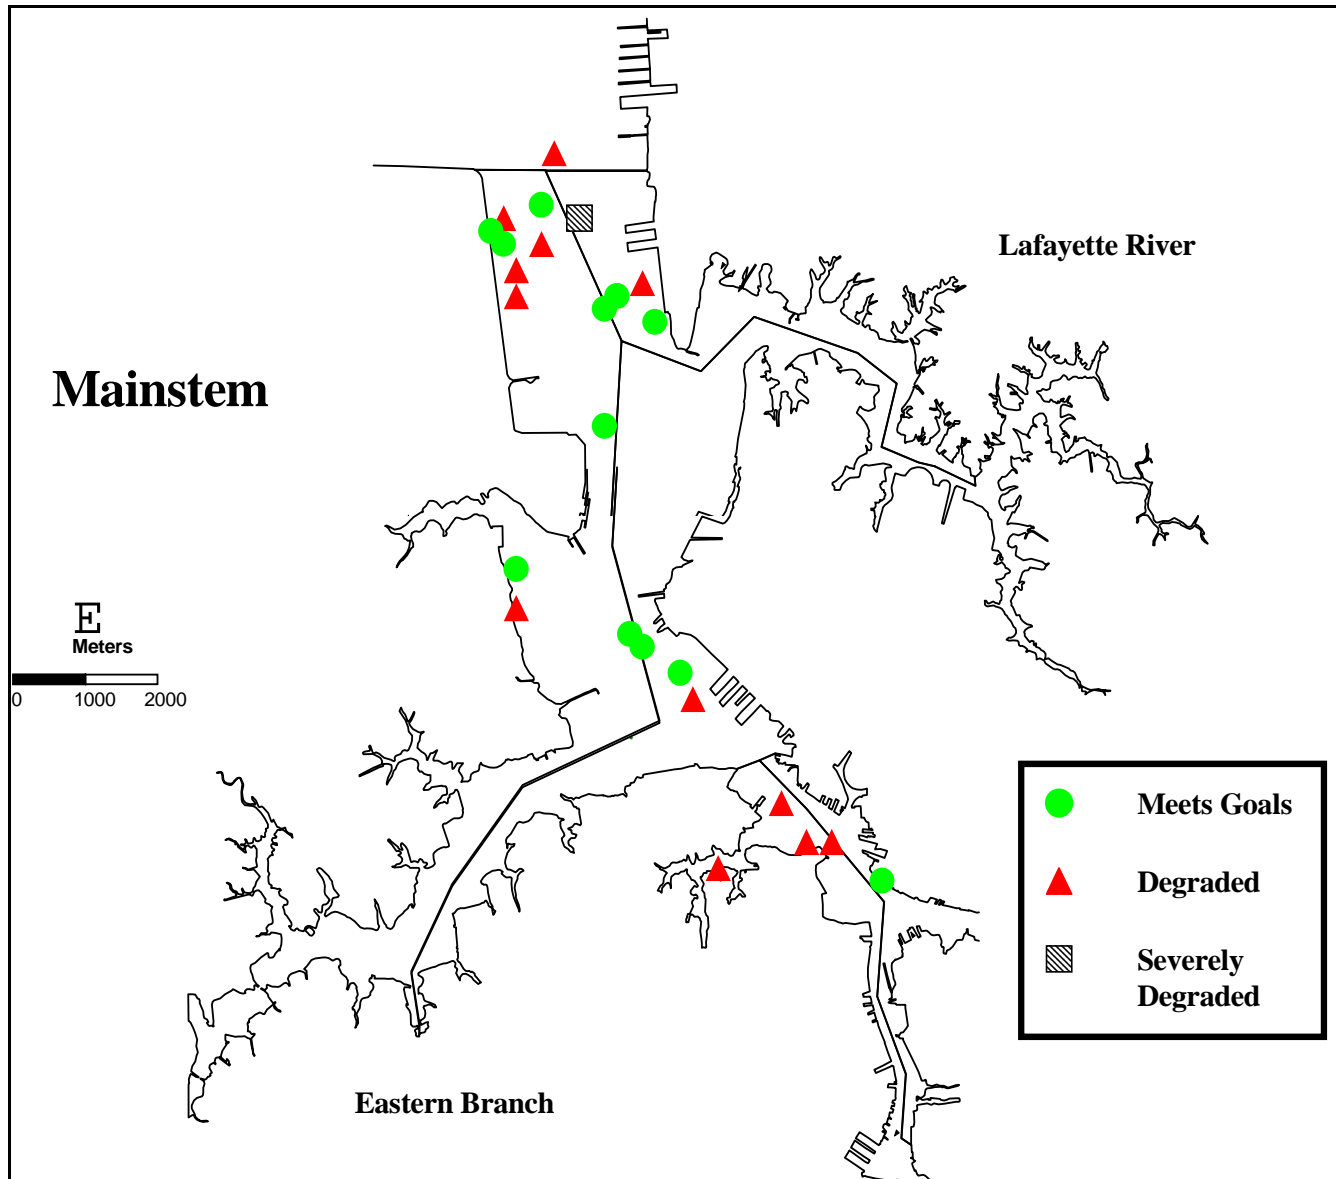 Lafayette River
Mainstem
E
Meters
0 1000 2000
Meets Goals
Degraded
Severely
Degraded
Eastern Branch